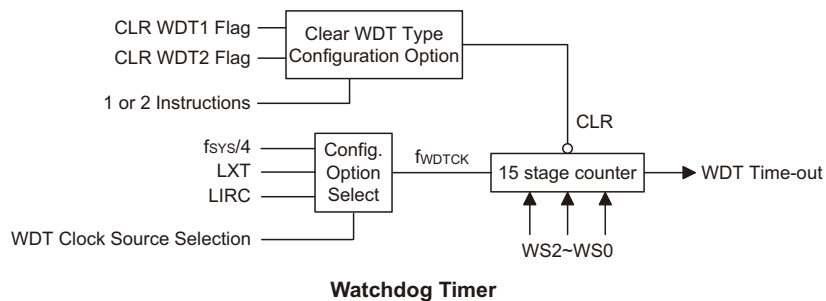 CLR WDT1 Flag
CLR WDT2 Flag
Clear WDT Type
Configuration Option
1 or 2 Instructions
CLR
fSYS/4
LXT
LIRC
Config.
Option
Select
fWDTCK
15 stage counter
WDT Time-out
WDT Clock Source Selection
WS2~WS0
Watchdog Timer